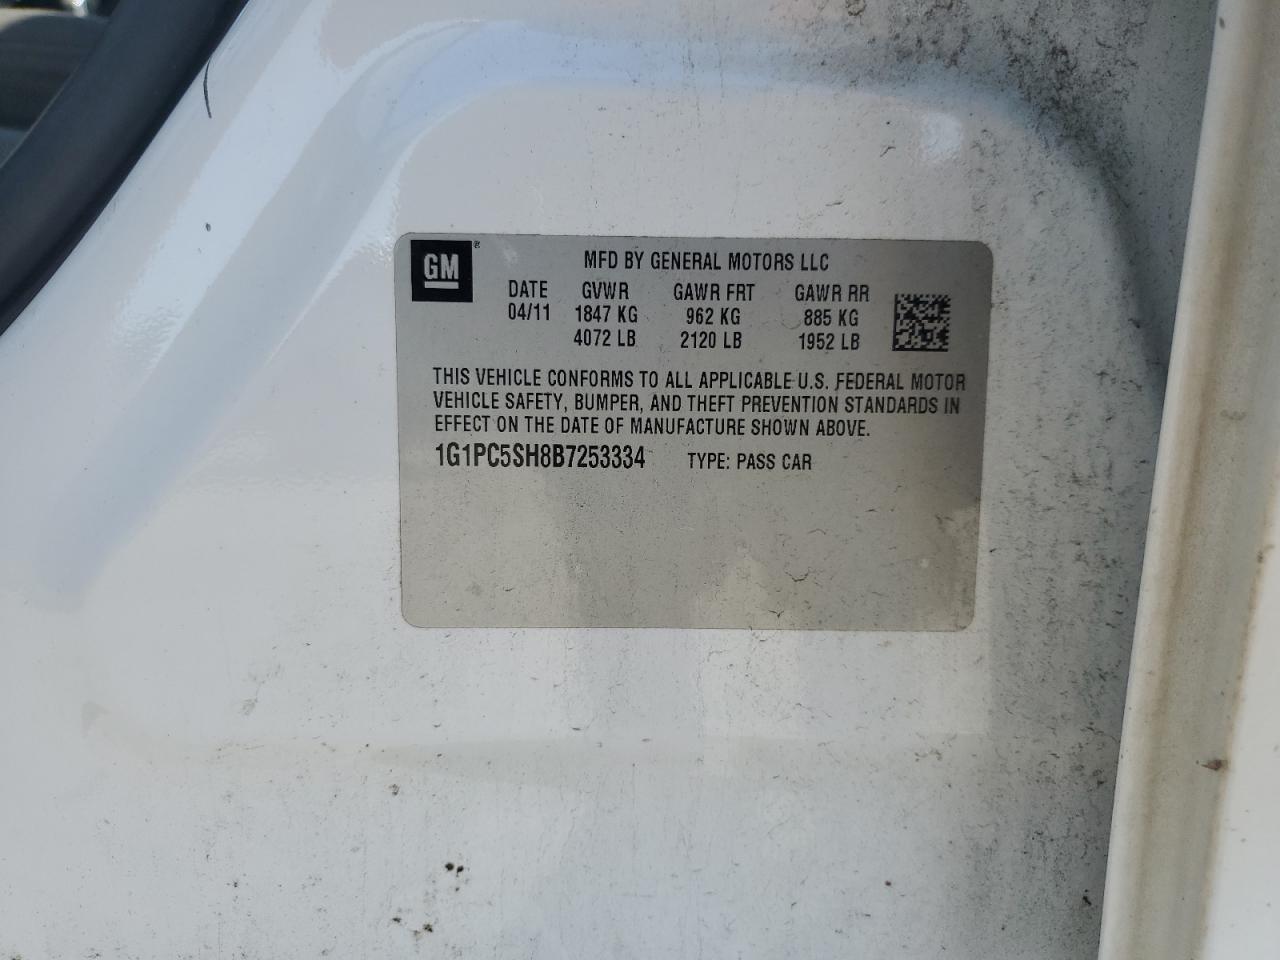 GM®
MFD BY GENERAL MOTORS LLC
DATE GVWR GAWR FRT GAWR RR
04/11 1847 KG 962 KG 885 KG
4072 LB 2120 LB 1952 LB
THIS VEHICLE CONFORMS TO ALL APPLICABLE U.S. FEDERAL MOTOR
VEHICLE SAFETY, BUMPER, AND THEFT PREVENTION STANDARDS IN
EFFECT ON THE DATE OF MANUFACTURE SHOWN ABOVE.
1G1PC5SH8B7253334 TYPE: PASS CAR